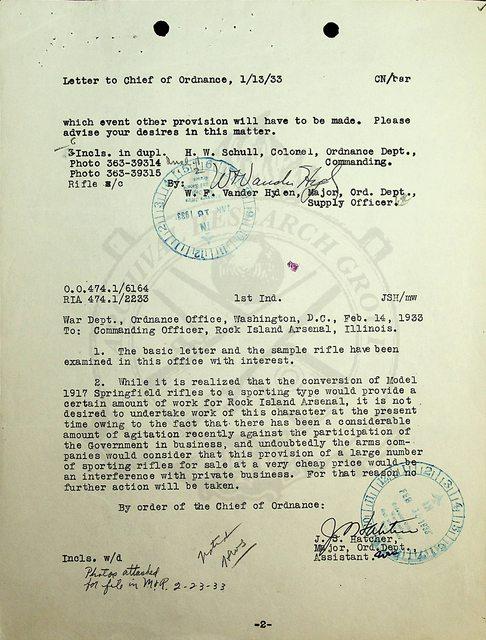 Letter to Chief of Ordnance, 1/13/33 CN/rsr
which event other provision will have to be made. Please
advise your desires in this matter.
6
3 Incls. in dupl. H. W. Schull, Colonel, Ordnance Dept.,
Photo 363-39314 Commanding.
Photo 363-39315
Rifle s/c By: W F Vander Hyden
W. F. Vander Hyden, Major, Ord. Dept.,
Supply Officer.
ARCHIVAL RESEARCH GROUP
O.O.474.1/6164
RIA 474.1/2233 1st Ind. JSH/mw
War Dept., Ordnance Office, Washington, D.C., Feb. 14, 1933
To: Commanding Officer, Rock Island Arsenal, Illinois.
1. The basic letter and the sample rifle have been
examined in this office with interest.
2. While it is realized that the conversion of Model
1917 Springfield rifles to a sporting type would provide a
certain amount of work for Rock Island Arsenal, it is not
desired to undertake work of this character at the present
time owing to the fact that there has been a considerable
amount of agitation recently against the participation of
the Government in business, and undoubtedly the arms com-
panies would consider that this provision of a large number
of sporting rifles for sale at a very cheap price would be
an interference with private business. For that reason no
further action will be taken.
By order of the Chief of Ordnance:
J S Hatcher
J. S. Hatcher,
Major, Ord. Dept.,
Assistant.
Incls. w/d
Photos attached
for file in M&R 2-23-33
-2-